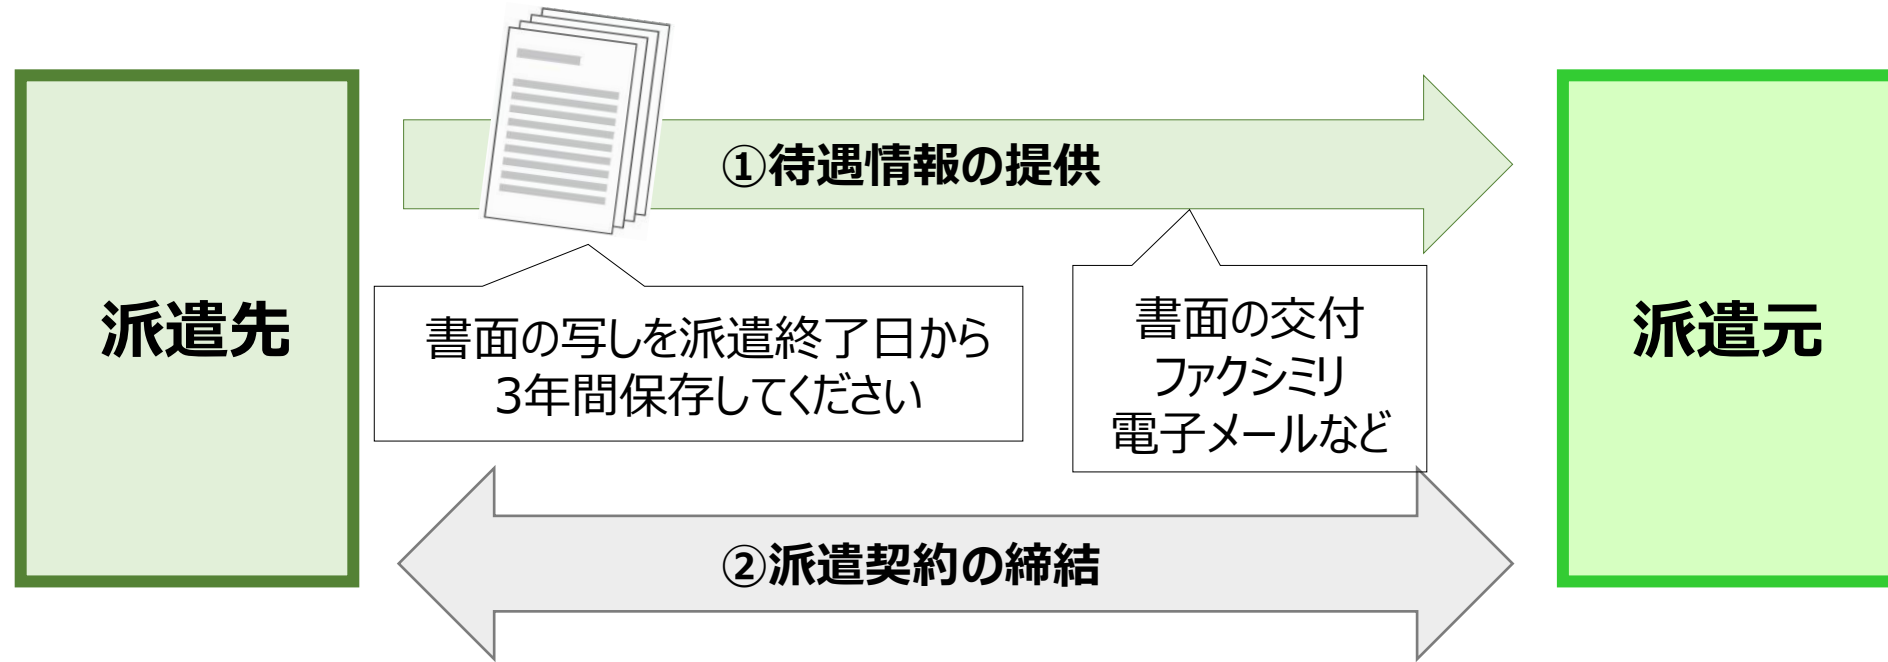 ①待遇情報の提供
派遣先
書面の写しを派遣終了日から
3年間保存してください
書面の交付
ファクシミリ
電子メールなど
派遣元
②派遣契約の締結